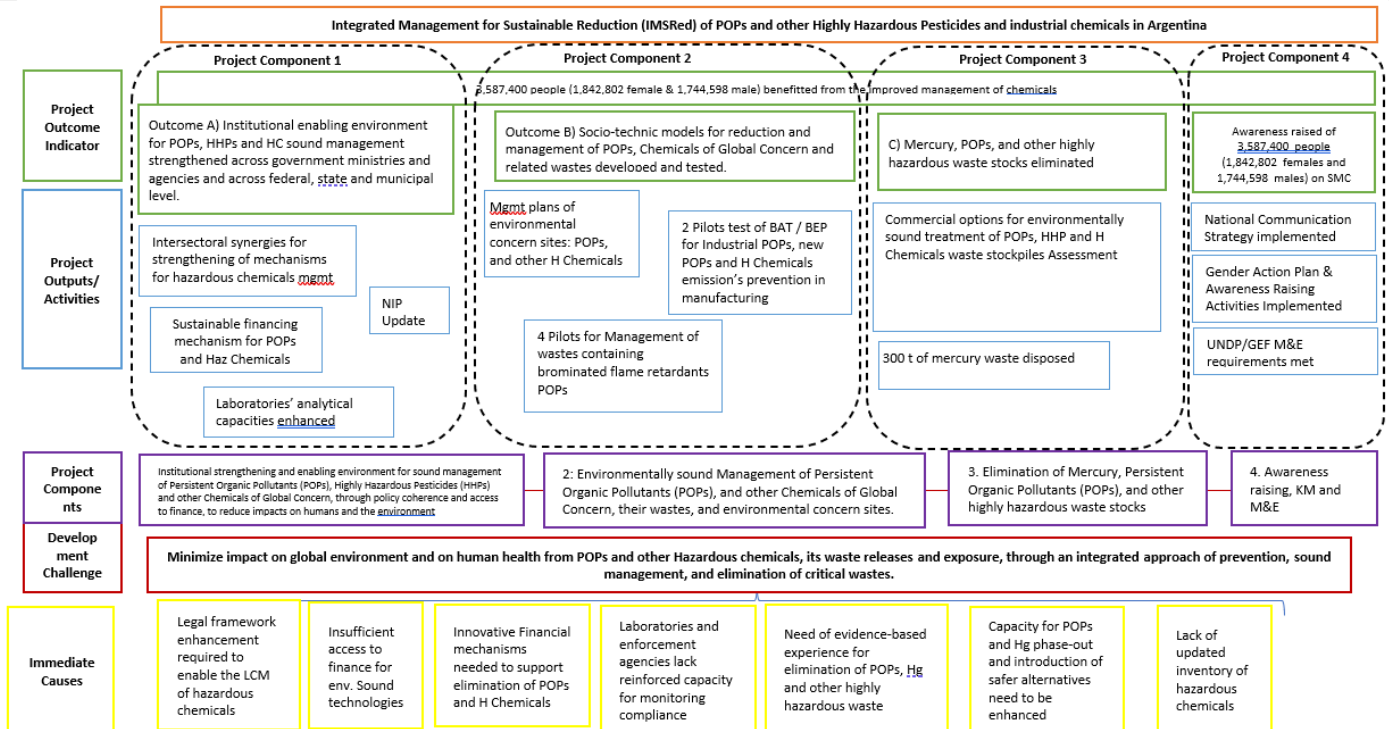 Integrated Management for Sustainable Reduction (IMSRed) of POPs and other Highly Hazardous Pesticides and industrial chemicals in Argentina
Project Component 1
Project Component 2
Project Component 3
Project Component 4
Project
Outcome
Indicator
3,587,400 people (1,842,802 female & 1,744,598 male) benefitted from the improved management of chemicals
Outcome A) Institutional enabling environment
for POPs, HHPs and HC sound management
strengthened across government ministries and
agencies and across federal, state and municipal
level.
Outcome B) Socio-technic models for reduction and
management of POPs, Chemicals of Global Concern and
related wastes developed and tested.
C) Mercury, POPs, and other highly
hazardous waste stocks eliminated
Awareness raised of
3,587,400 people
(1,842,802 females and
1,744,598 males) on SMC
Project
Outputs/
Activities
Intersectoral synergies for
strengthening of mechanisms
for hazardous chemicals mgmt
NIP
Update
Sustainable financing
mechanism for POPs
and Haz Chemicals
Laboratories' analytical
capacities enhanced
Mgmt plans of
environmental
concern sites: POPs,
and other H Chemicals
2 Pilots test of BAT / BEP
for Industrial POPs, new
POPs and H Chemicals
emission's prevention in
manufacturing
4 Pilots for Management of
wastes containing
brominated flame retardants
POPs
Commercial options for environmentally
sound treatment of POPs, HHP and H
Chemicals waste stockpiles Assessment
300 t of mercury waste disposed
National Communication
Strategy implemented
Gender Action Plan &
Awareness Raising
Activities Implemented
UNDP/GEF M&E
requirements met
Project
Compone
nts
Institutional strengthening and enabling environment for sound management
of Persistent Organic Pollutants (POPs), Highly Hazardous Pesticides (HHPs)
and other Chemicals of Global Concern, through policy coherence and access
to finance, to reduce impacts on humans and the environment
2: Environmentally sound Management of Persistent
Organic Pollutants (POPs), and other Chemicals of Global
Concern, their wastes, and environmental concern sites.
3. Elimination of Mercury, Persistent
Organic Pollutants (POPs), and other
highly hazardous waste stocks
4. Awareness
raising, KM and
M&E
Develop
ment
Challenge
Minimize impact on global environment and on human health from POPs and other Hazardous chemicals, its waste releases and exposure, through an integrated approach of prevention, sound
management, and elimination of critical wastes.
Immediate
Causes
Legal framework
enhancement
required to
enable the LCM
of hazardous
chemicals
Insufficient
access to
finance for
env. Sound
technologies
Innovative Financial
mechanisms
needed to support
elimination of POPs
and H Chemicals
Laboratories and
enforcement
agencies lack
reinforced capacity
for monitoring
compliance
Need of evidence-based
experience for
elimination of POPs, Hg
and other highly
hazardous waste
Capacity for POPs
and Hg phase-out
and introduction of
safer alternatives
need to be
enhanced
Lack of
updated
inventory of
hazardous
chemicals